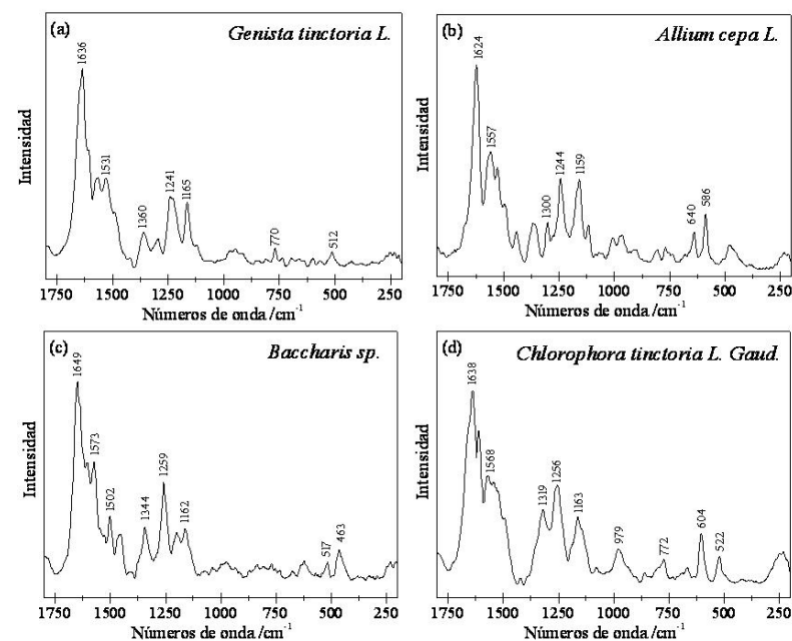 (a)
Genista tinctoria L.
1636
1531
1360
1241
1165
770
512
Intensidad
1750 1500 1000 750 500 250
Números de onda /cm-1
(b)
Allium cepa L.
1624
1557
1300
1244
1159
640
586
Intensidad
1750 1500 1000 750 500 250
Números de onda /cm-1
(c)
Baccharis sp.
1649
1573
1502
1344
1259
1162
517
463
Intensidad
1750 1500 1000 750 500 250
Números de onda /cm-1
(d)
Chlorophora tinctoria L. Gaud.
1638
1568
1319
1256
1163
979
772
604
522
Intensidad
1750 1500 1000 750 500 250
Números de onda /cm-1